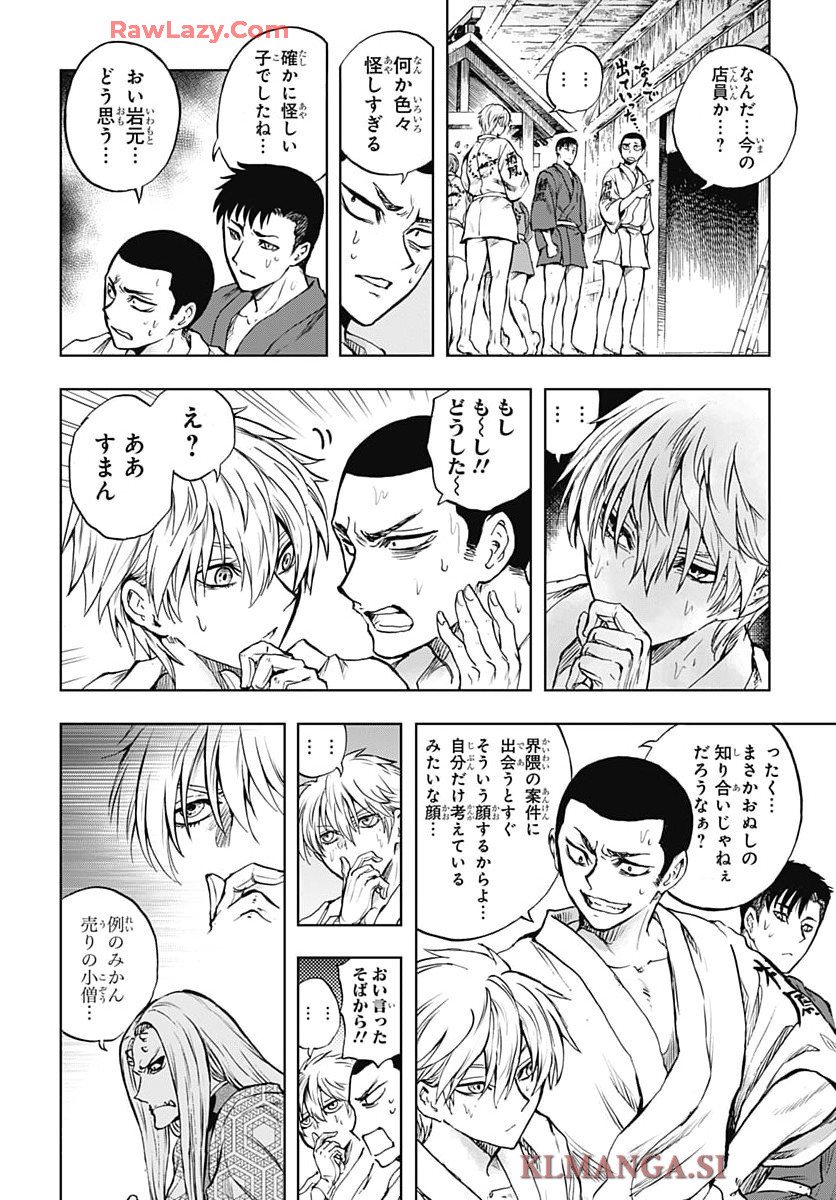 RawLazy.Com
なんだ…今の
店員か…?
なんで
出ていった…
……
何か色々
怪しすぎる
確かに怪しい
子でしたね…
おい岩元…
どう思う…
……
もし
も〜し!!
どうした〜
え?
ああ
すまん
ったく…
まさかおぬしの
知り合いじゃねぇ
だろうなぁ?
界隈の案件に
出会うとすぐ
そういう顔するからよ…
自分だけ考えている
みたいな顔…
……
おい言った
そばから!!
……
例のみかん
売りの小僧…
KLMANGA.SI